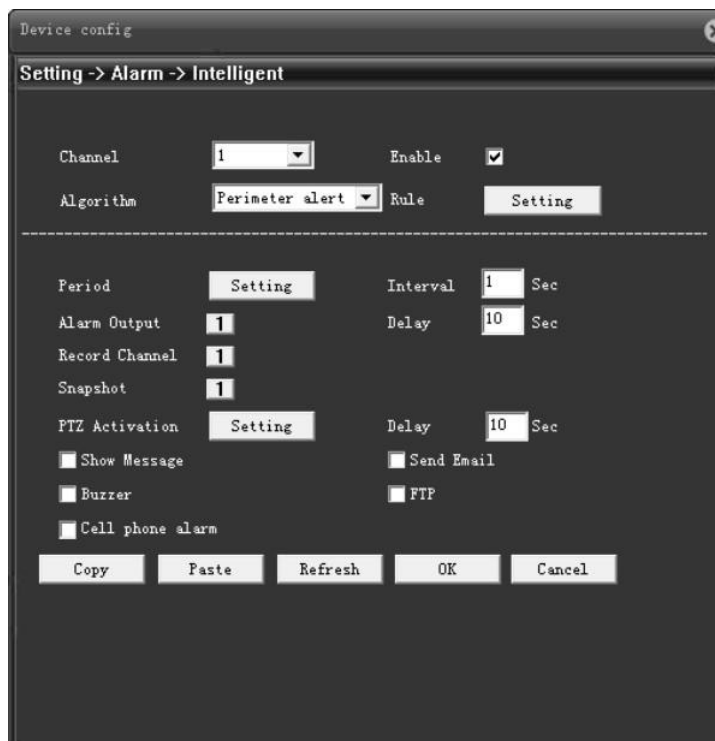 Device config
Setting -> Alarm -> Intelligent
Channel 1 Enable
Algorithm Perimeter alert Rule Setting
Period Setting Interval 1 Sec
Alarm Output 1 Delay 10 Sec
Record Channel 1
Snapshot 1
PTZ Activation Setting Delay 10 Sec
Show Message Send Email
Buzzer FTP
Cell phone alarm
Copy Paste Refresh OK Cancel